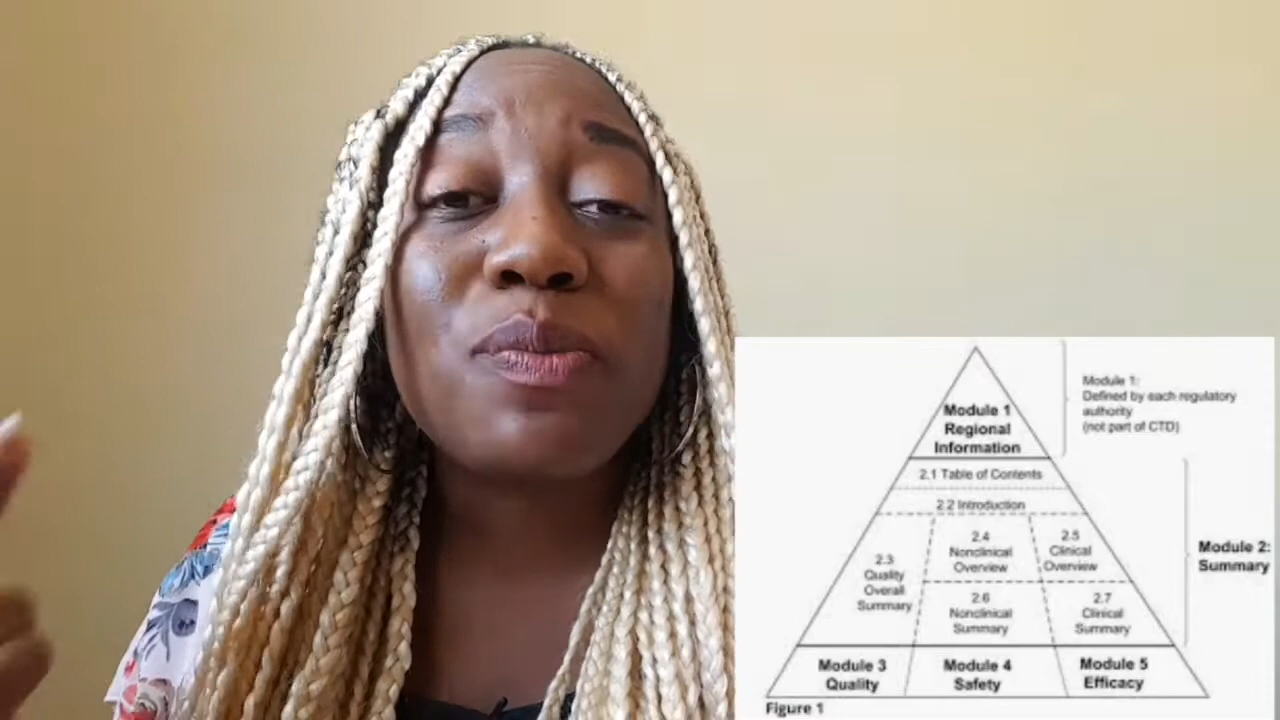 Module 1
Regional
Information
Module 1:
Defined by each regulatory
authority
(not part of CTD)
2.1 Table of Contents
2.2 Introduction
2.3
Quality
Overall
Summary
2.4
Nonclinical
Overview
2.5
Clinical
Overview
2.6
Nonclinical
Summary
2.7
Clinical
Summary
Module 2:
Summary
Module 3
Quality
Module 4
Safety
Module 5
Efficacy
Figure 1